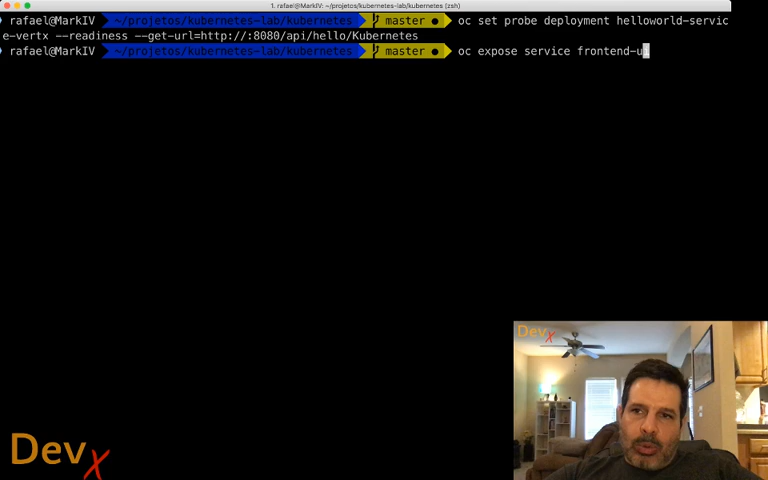 1. rafael@MarkIV: ~/projetos/kubernetes-lab/kubernetes (zsh)
rafael@MarkIV ~/projetos/kubernetes-lab/kubernetes master ● oc set probe deployment helloworld-servic
e-vertx --readiness --get-url=http://:8080/api/hello/Kubernetes
rafael@MarkIV ~/projetos/kubernetes-lab/kubernetes master ● oc expose service frontend-ui
Dev X
Dev X